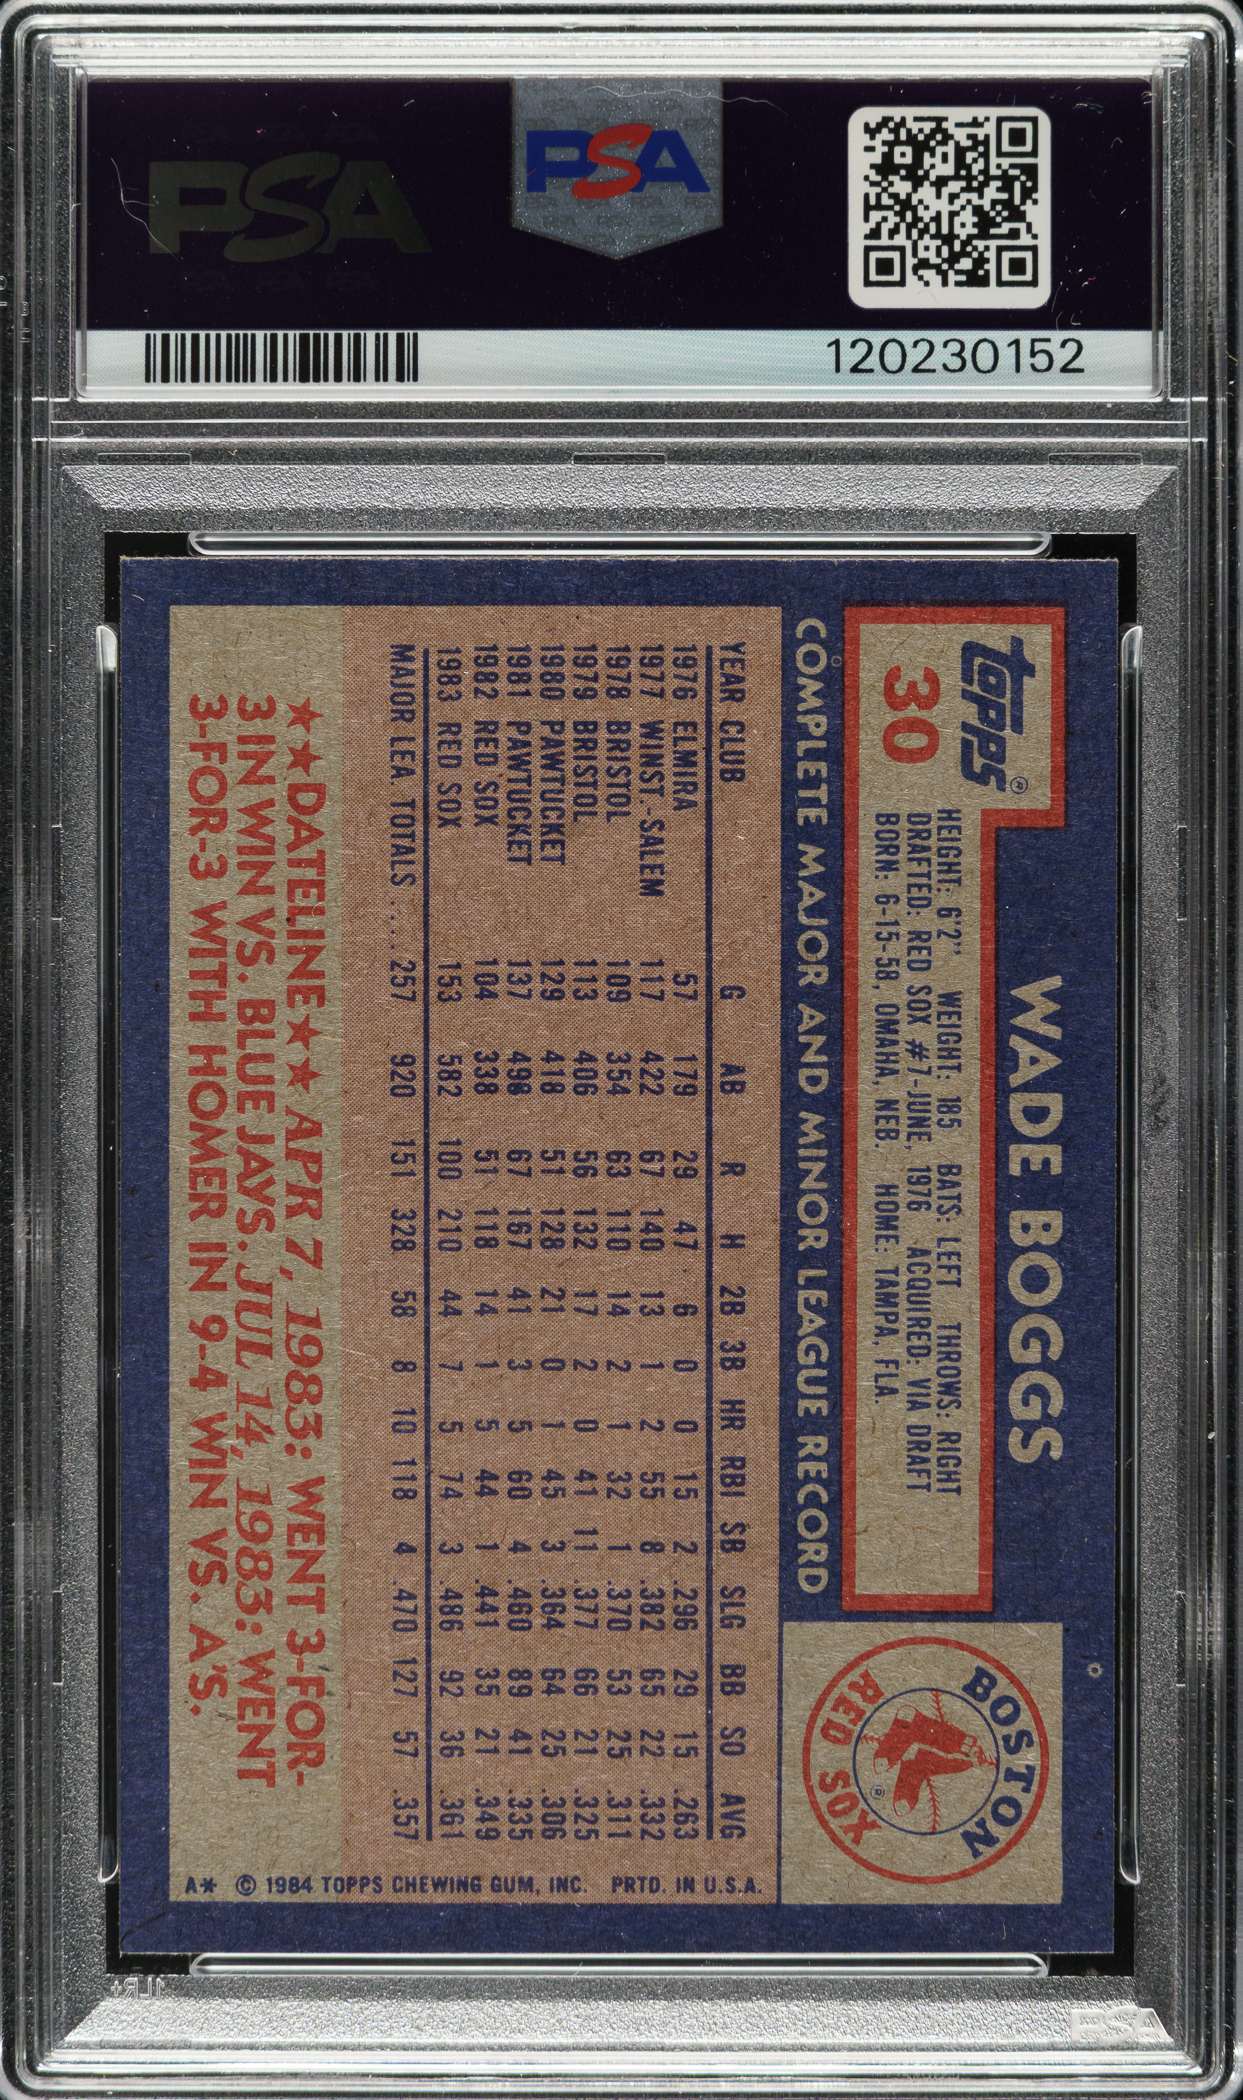 PSA
PSA
120230152
topps®
30
WADE BOGGS
HEIGHT: 6'2" WEIGHT: 185 BATS: LEFT THROWS: RIGHT
DRAFTED: RED SOX #7-JUNE, 1976 ACQUIRED: VIA DRAFT
BORN: 6-15-58, OMAHA, NEB. HOME: TAMPA, FLA.
BOSTON
RED SOX
®
COMPLETE MAJOR AND MINOR LEAGUE RECORD
YEAR CLUB G AB R H 2B 3B HR RBI SB SLG BB SO AVG
1976 ELMIRA 57 179 29 47 6 0 0 15 2 .296 29 15 .263
1977 WINST.-SALEM 117 422 67 140 13 1 2 55 8 .382 65 22 .332
1978 BRISTOL 109 354 63 110 14 2 1 32 1 .370 53 25 .311
1979 BRISTOL 113 406 56 132 17 2 0 41 11 .377 66 21 .325
1980 PAWTUCKET 129 418 51 128 21 0 1 45 3 .364 64 25 .306
1981 PAWTUCKET 137 498 67 167 41 3 5 60 4 .460 89 41 .335
1982 RED SOX 104 338 51 118 14 1 5 44 1 .441 35 21 .349
1983 RED SOX 153 582 100 210 44 7 5 74 3 .486 92 36 .361
MAJOR LEA. TOTALS.... 257 920 151 328 58 8 10 118 4 .470 127 57 .357
★★DATELINE★★ APR 7, 1983: WENT 3-FOR-
3 IN WIN VS. BLUE JAYS. JUL 14, 1983: WENT
3-FOR-3 WITH HOMER IN 9-4 WIN VS. A'S.
A* © 1984 TOPPS CHEWING GUM, INC. PRTD. IN U.S.A.
1LR+
PSA